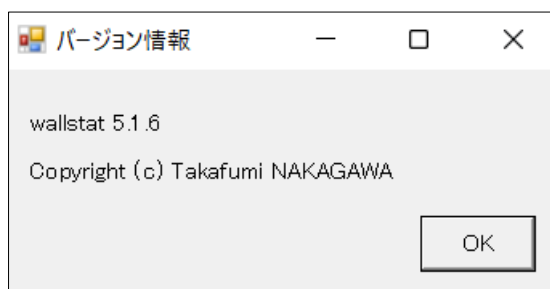 バージョン情報
wallstat 5.1.6
Copyright (c) Takafumi NAKAGAWA
OK